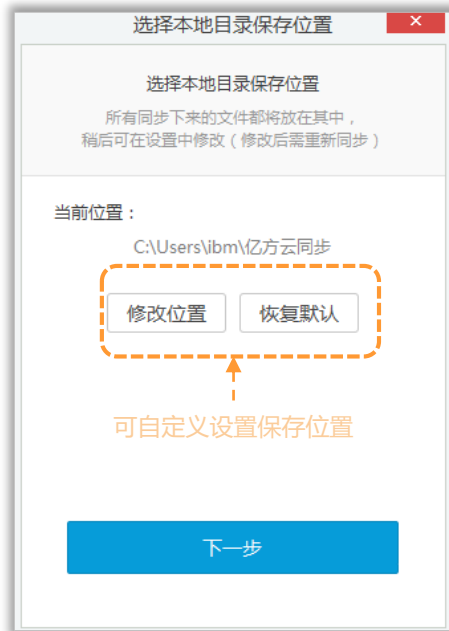 选择本地目录保存位置
选择本地目录保存位置
所有同步下来的文件都将放在其中，
稍后可在设置中修改（修改后需重新同步）
当前位置：
C:\Users\ibm\亿方云同步
修改位置
恢复默认
可自定义设置保存位置
下一步